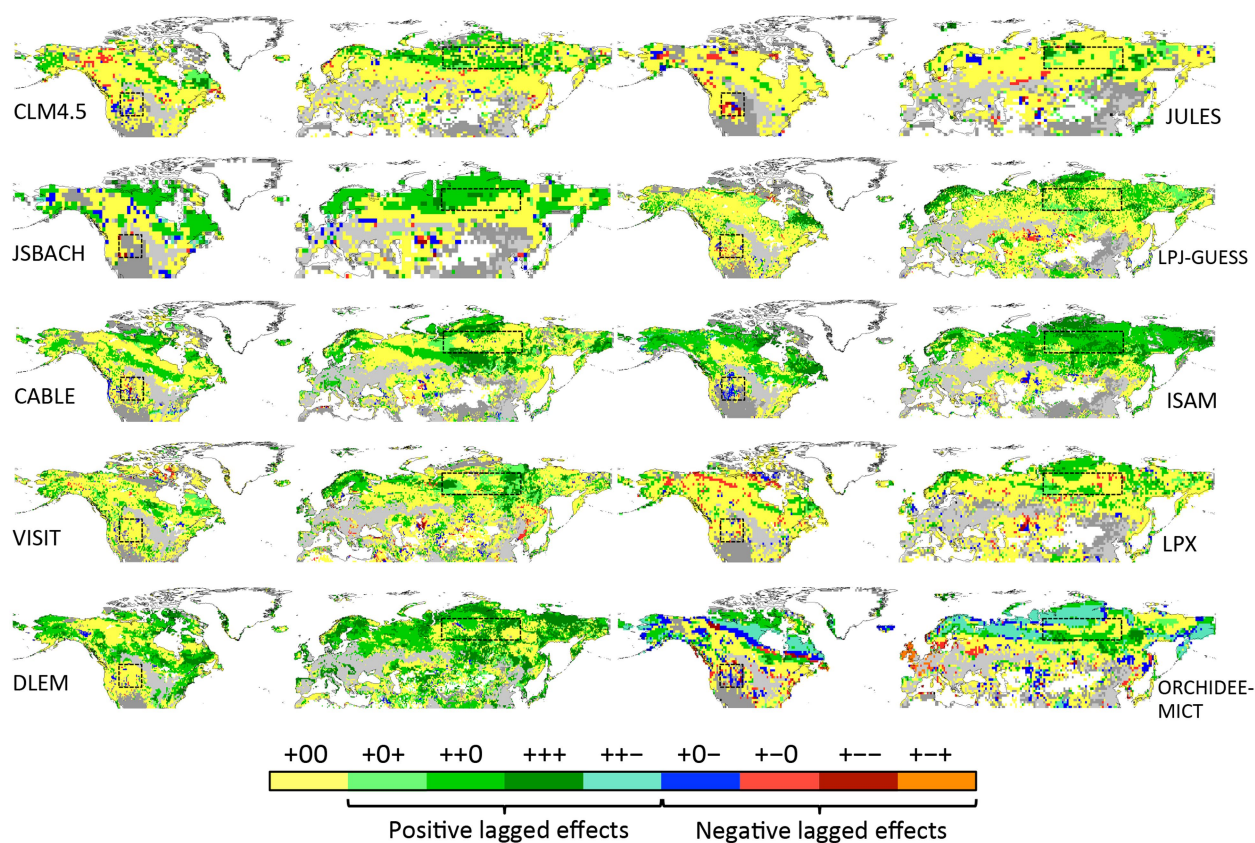 CLM4.5
JULES
JSBACH
LPJ-GUESS
CABLE
ISAM
VISIT
LPX
DLEM
ORCHIDEE-
MICT
+00 +0+ ++0 +++ ++− +0− +−0 +−− +−+
Positive lagged effects Negative lagged effects